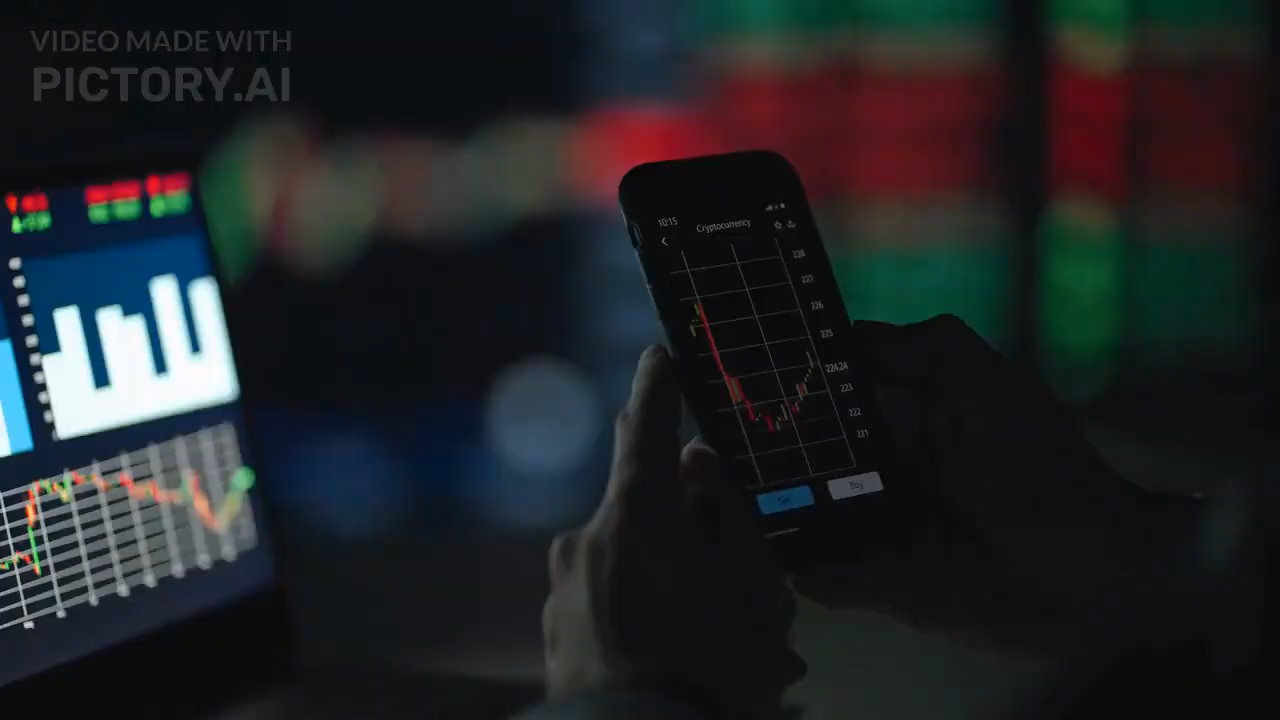 VIDEO MADE WITH
PICTORY.AI
10:15
Cryptocurrency
228
227
226
225
224.24
223
222
221
Sell
Buy